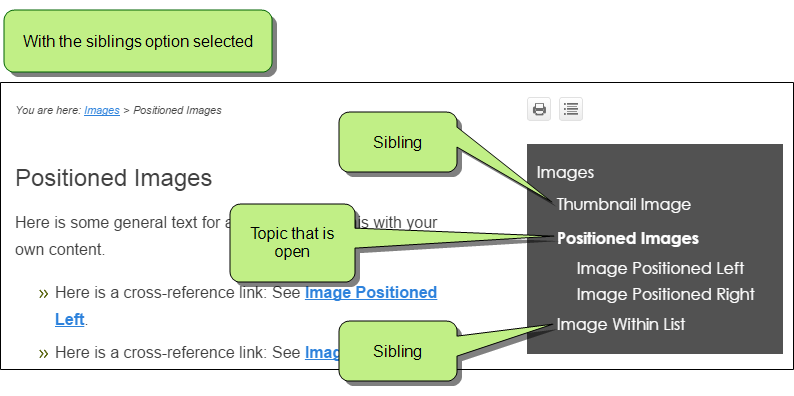 With the siblings option selected
You are here: Images > Positioned Images
Positioned Images
Here is some general text for a
is with your
own content.
» Here is a cross-reference link: See Image Positioned
Left.
» Here is a cross-reference link: See
Sibling
Topic that is
open
Sibling
Images
Thumbnail Image
Positioned Images
Image Positioned Left
Image Positioned Right
Image Within List